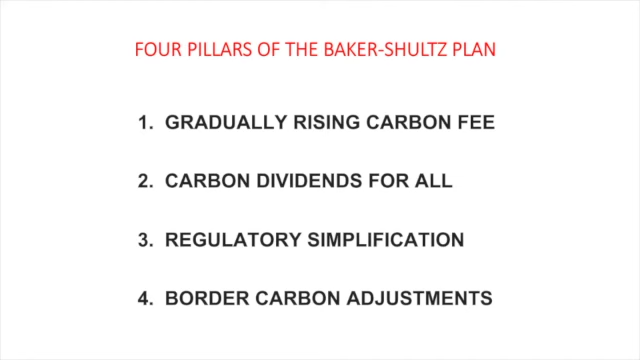 FOUR PILLARS OF THE BAKER-SHULTZ PLAN
1. GRADUALLY RISING CARBON FEE
2. CARBON DIVIDENDS FOR ALL
3. REGULATORY SIMPLIFICATION
4. BORDER CARBON ADJUSTMENTS